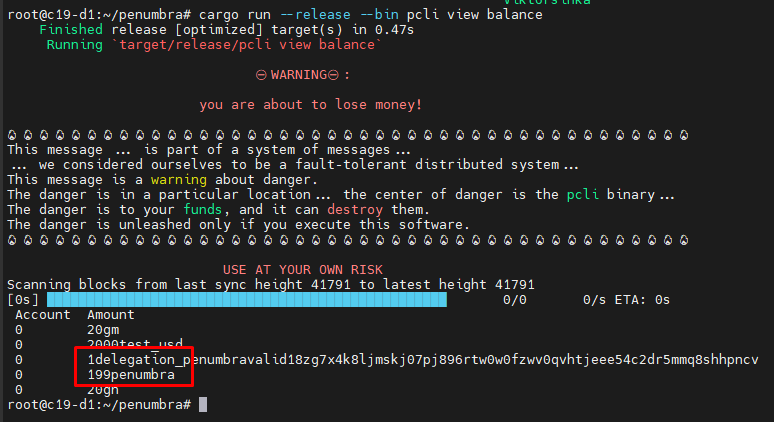 root@c19-d1:~/penumbra# cargo run --release --bin pcli view balance
Finished release [optimized] target(s) in 0.47s
Running `target/release/pcli view balance`
WARNING :
you are about to lose money!
This message ... is part of a system of messages...
... we considered ourselves to be a fault-tolerant distributed system...
This message is a warning about danger.
The danger is in a particular location... the center of danger is the pcli binary...
The danger is to your funds, and it can destroy them.
The danger is unleashed only if you execute this software.
USE AT YOUR OWN RISK
Scanning blocks from last sync height 41791 to latest height 41791
[0s] 0/0 0/s ETA: 0s
Account Amount
0 20gm
0 2000test_usd
0 1delegation_penumbravalid18zg7x4k8ljmskj07pj896rtw0w0fzwv0qvhtjeee54c2dr5mmq8shhpncv
0 199penumbra
0 20gn
root@c19-d1:~/penumbra#